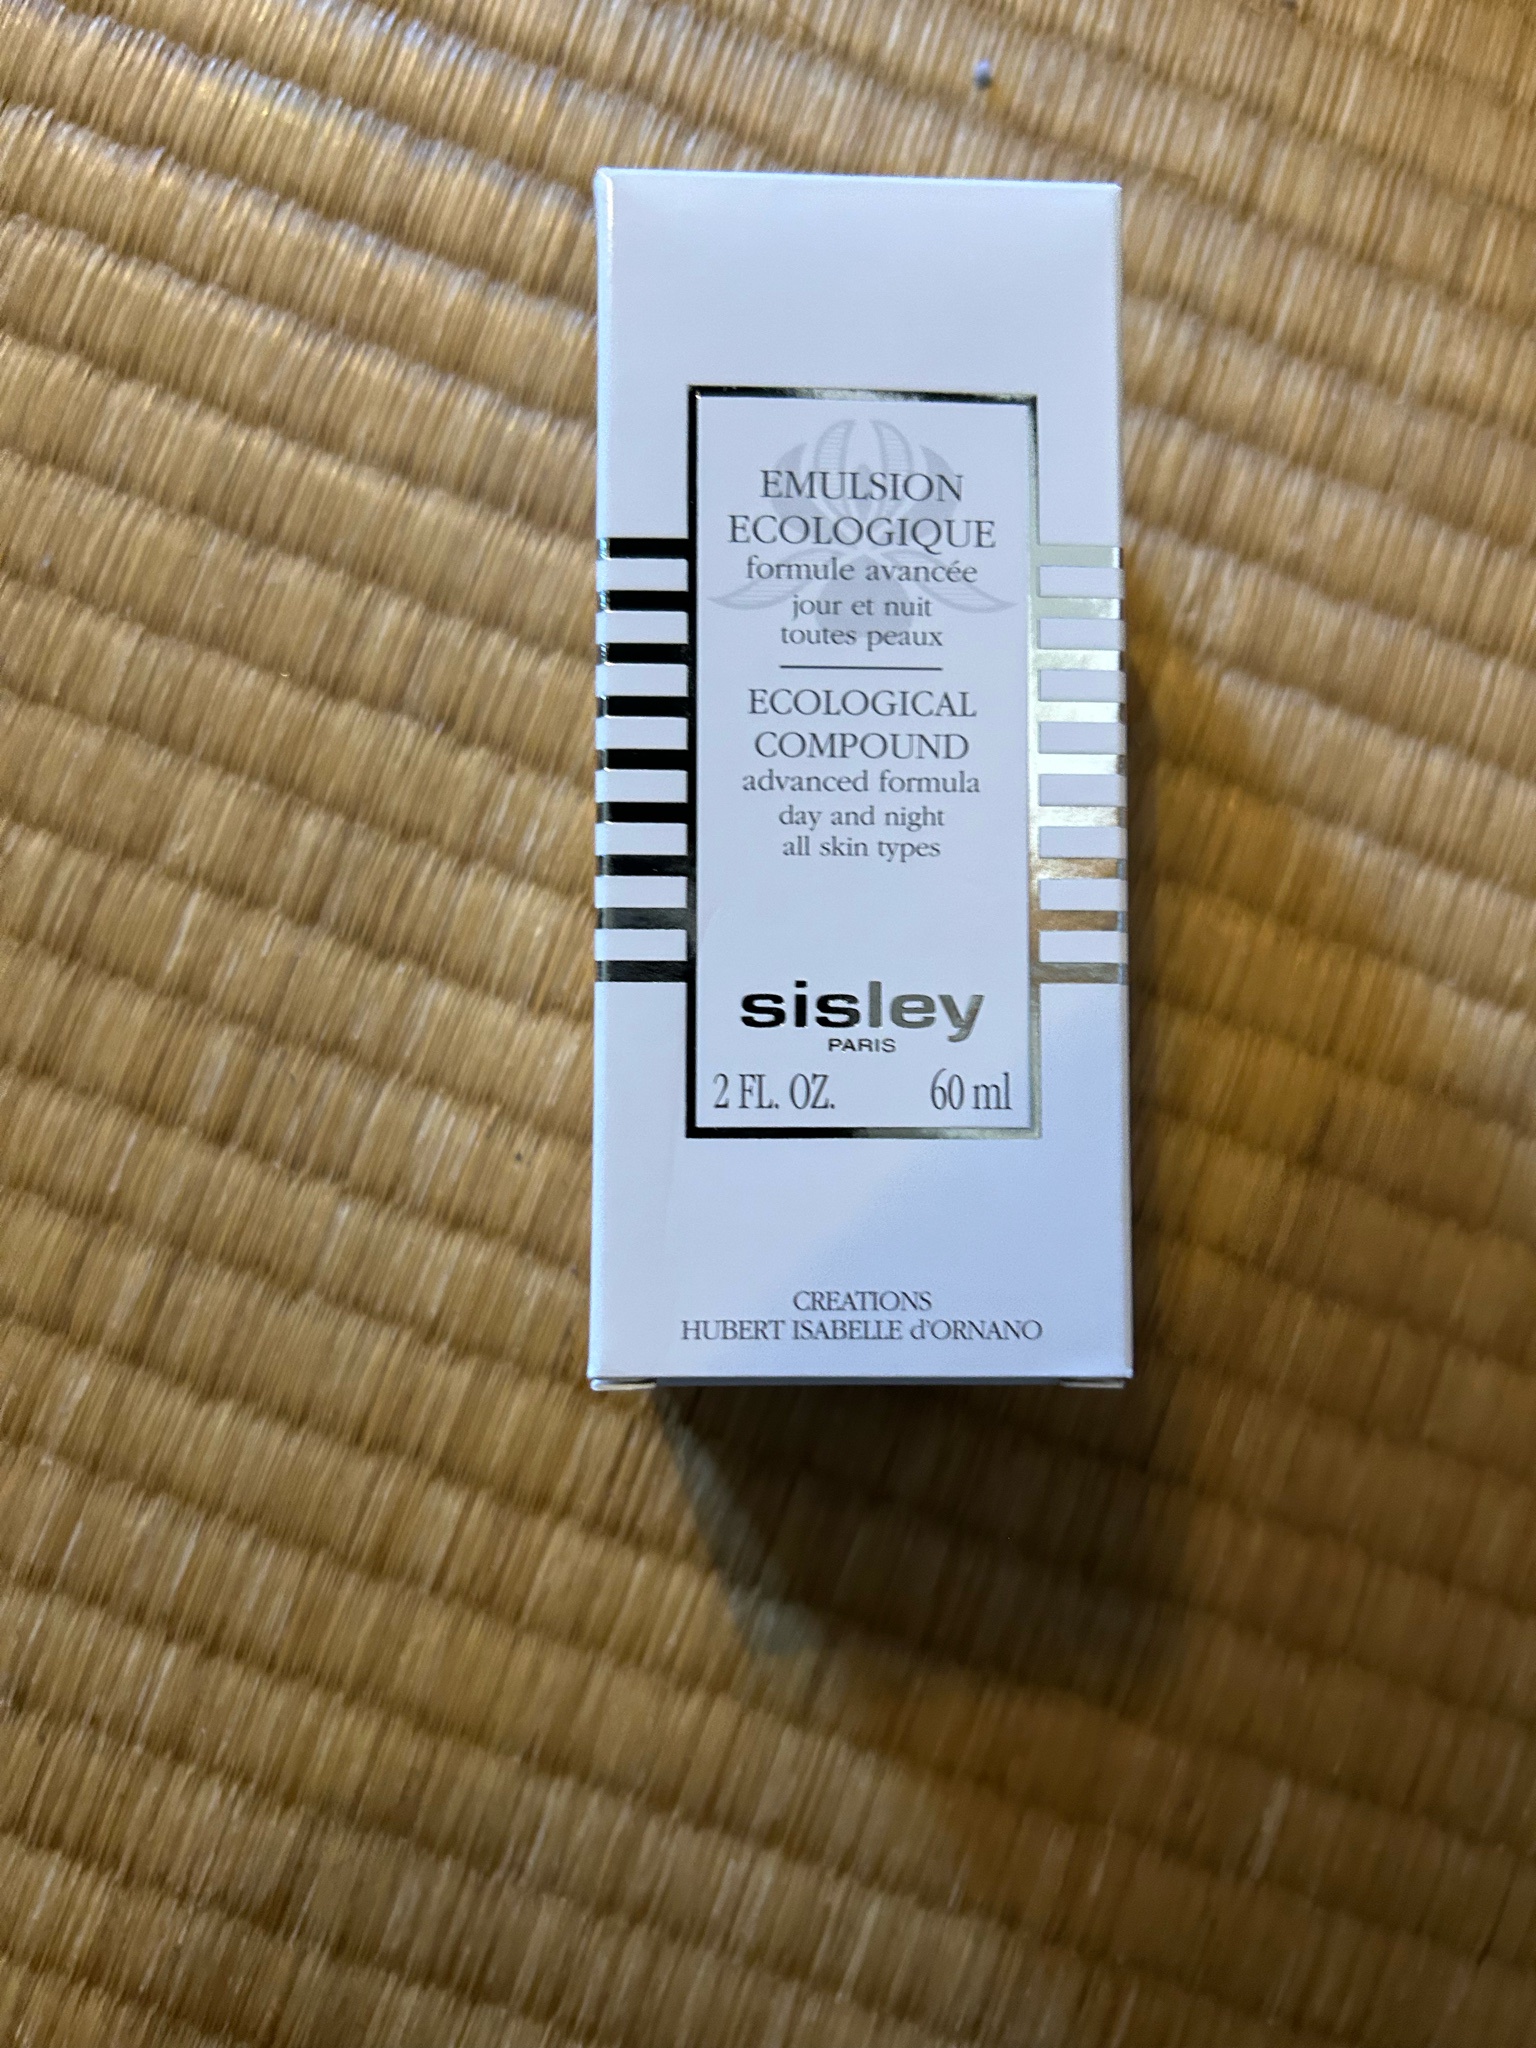 EMULSION
ECOLOGIQUE
formule avancée
jour et nuit
toutes peaux
ECOLOGICAL
COMPOUND
advanced formula
day and night
all skin types
sisley
PARIS
2 FL. OZ. 60 ml
CREATIONS
HUBERT ISABELLE d'ORNANO